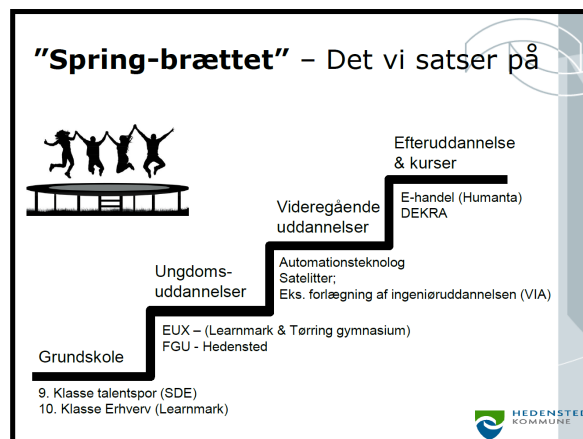 ”Spring-brættet” – Det vi satser på
Efteruddannelse
& kurser
E-handel (Humanta)
DEKRA
Videregående
uddannelser
Automationsteknolog
Satelitter;
Eks. forlægning af ingeniøruddannelsen (VIA)
Ungdoms-
uddannelser
EUX – (Learnmark & Tørring gymnasium)
FGU - Hedensted
Grundskole
9. Klasse talentspor (SDE)
10. Klasse Erhverv (Learnmark)
HEDENSTED
KOMMUNE